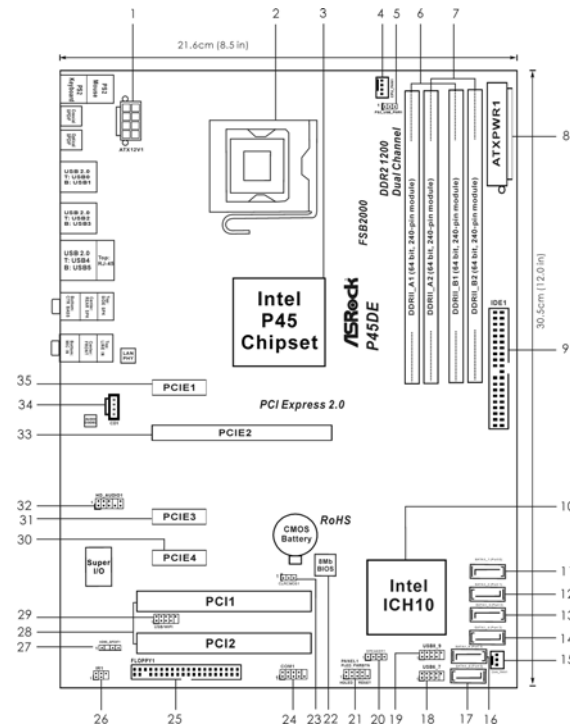 1 2 3 4 5 6 7
21.6cm (8.5 in)
PS2 Mouse
PS2 Keyboard
ATX12V1
USB 2.0
T: USB0
B: USB1
USB 2.0
T: USB2
B: USB3
USB 2.0
T: USB4
B: USB5
Top:
RJ-45
LAN
PHY
DDR2 1200
Dual Channel
FSB2000
DDRII_A1 (64 bit, 240-pin module)
DDRII_A2 (64 bit, 240-pin module)
DDRII_B1 (64 bit, 240-pin module)
DDRII_B2 (64 bit, 240-pin module)
ATXPWR1
8
IDE1
9
30.5cm (12.0 in)
Intel
P45
Chipset
ASRock
P45DE
35
PCIE1
34
CD1
PCI Express 2.0
33
PCIE2
32
HD_AUDIO1
31
PCIE3
30
PCIE4
CMOS
Battery
RoHS
8Mb
BIOS
Super
I/O
Intel
ICH10
10
11
12
13
14
15
29
28
27
PCI1
PCI2
FLOPPY1
COM1
PANEL1
USB8_9
USB6_7
26 25 24 23 22 21 20 19 18 17 16